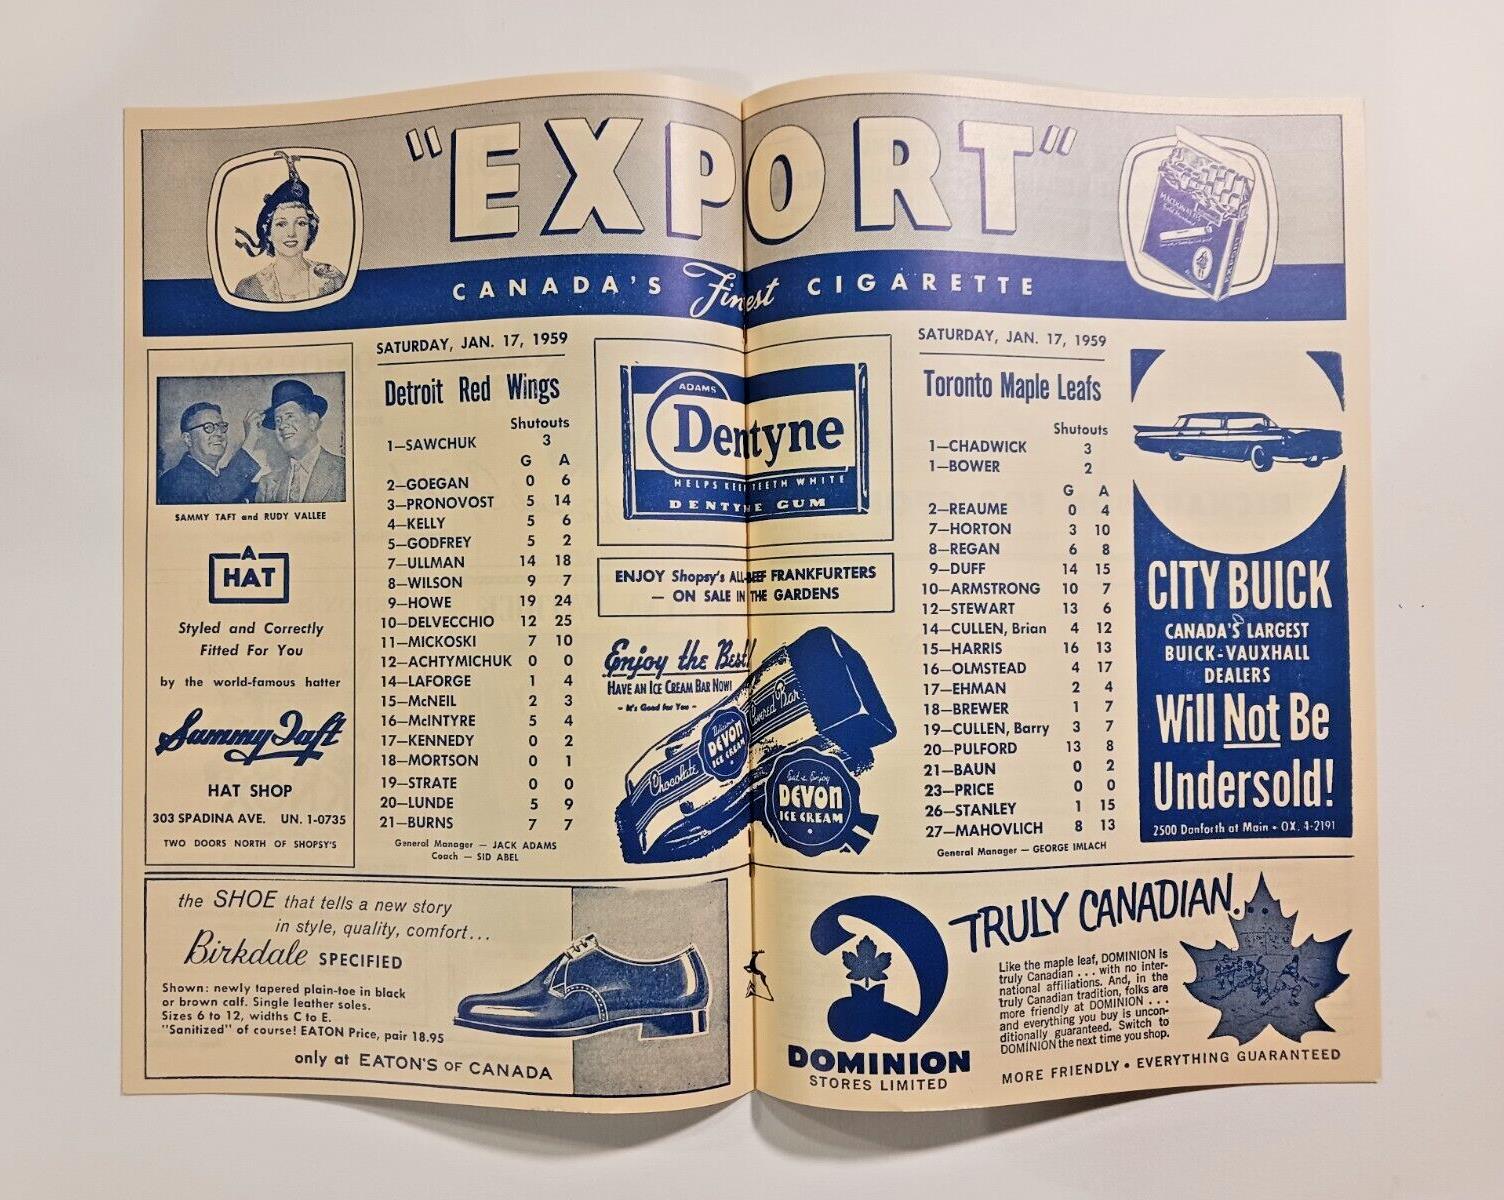 "EXPORT"
CANADA'S Finest CIGARETTE
SAMMY TAFT and RUDY VALLEE
A
HAT
Styled and Correctly
Fitted For You
by the world-famous hatter
Sammy Taft
HAT SHOP
303 SPADINA AVE. UN. 1-0735
TWO DOORS NORTH OF SHOPSY'S
SATURDAY, JAN. 17, 1959
Detroit Red Wings
Shutouts
1—SAWCHUK 3
G A
2—GOEGAN 0 6
3—PRONOVOST 5 14
4—KELLY 5 6
5—GODFREY 5 2
7—ULLMAN 14 18
8—WILSON 9 7
9—HOWE 19 24
10—DELVECCHIO 12 25
11—MICKOSKI 7 10
12—ACHTYMICHUK 0 0
14—LAFORGE 1 4
15—McNEIL 2 3
16—McINTYRE 5 4
17—KENNEDY 0 2
18—MORTSON 0 1
19—STRATE 0 0
20—LUNDE 5 9
21—BURNS 7 7
General Manager — JACK ADAMS
Coach — SID ABEL
ADAMS
Dentyne
HELPS KEEP TEETH WHITE
DENTYNE GUM
ENJOY Shopsy's ALL-BEEF FRANKFURTERS
— ON SALE IN THE GARDENS
Enjoy the Best!
HAVE AN ICE CREAM BAR NOW!
- It's Good for You -
Chocolate
Covered Bar
Delicious
DEVON
ICE CREAM
Eat & Enjoy
DEVON
ICE CREAM
SATURDAY, JAN. 17, 1959
Toronto Maple Leafs
Shutouts
1—CHADWICK 3
1—BOWER 2
G A
2—REAUME 0 4
7—HORTON 3 10
8—REGAN 6 8
9—DUFF 14 15
10—ARMSTRONG 10 7
12—STEWART 13 6
14—CULLEN, Brian 4 12
15—HARRIS 16 13
16—OLMSTEAD 4 17
17—EHMAN 2 4
18—BREWER 1 7
19—CULLEN, Barry 3 7
20—PULFORD 13 8
21—BAUN 0 2
23—PRICE 0 0
26—STANLEY 1 15
27—MAHOVLICH 8 13
General Manager — GEORGE IMLACH
CITY BUICK
CANADA'S LARGEST
BUICK-VAUXHALL
DEALERS
Will Not Be
Undersold!
2500 Danforth at Main • OX. 4-2191
the SHOE that tells a new story
in style, quality, comfort...
Birkdale SPECIFIED
Shown: newly tapered plain-toe in black
or brown calf. Single leather soles.
Sizes 6 to 12, widths C to E.
"Sanitized" of course! EATON Price, pair 18.95
only at EATON'S OF CANADA
DOMINION
STORES LIMITED
TRULY CANADIAN..
Like the maple leaf, DOMINION is
truly Canadian . . . with no inter-
national affiliations. And, in the
truly Canadian tradition, folks are
more friendly at DOMINION . . .
and everything you buy is uncon-
ditionally guaranteed. Switch to
DOMINION the next time you shop.
MORE FRIENDLY • EVERYTHING GUARANTEED